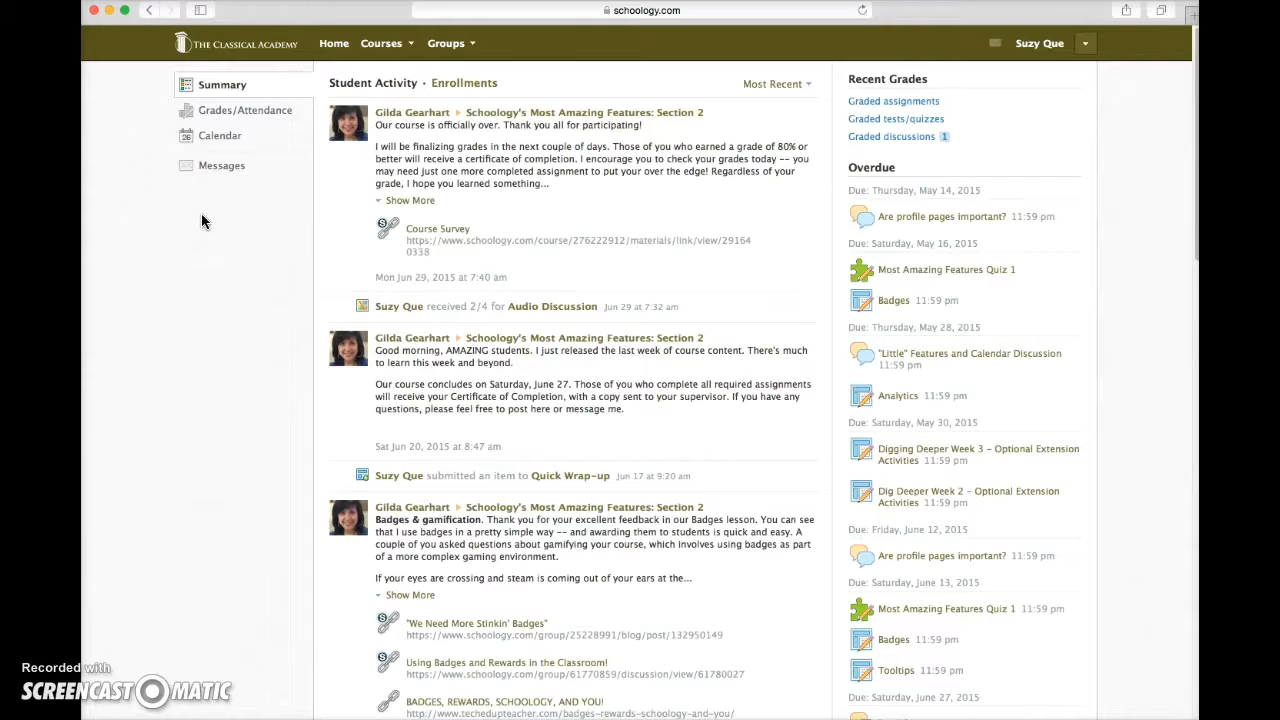 schoology.com
THE CLASSICAL ACADEMY
Home
Courses
Groups
Suzy Que
Summary
Grades/Attendance
26
Calendar
Messages
Student Activity · Enrollments
Most Recent
Gilda Gearhart Schoology's Most Amazing Features: Section 2
Our course is officially over. Thank you all for participating!
I will be finalizing grades in the next couple of days. Those of you who earned a grade of 80% or
better will receive a certificate of completion. I encourage you to check your grades today -- you
may need just one more completed assignment to put your over the edge! Regardless of your
grade, I hope you learned something...
Show More
Course Survey
https://www.schoology.com/course/276222912/materials/link/view/29164
0338
Mon Jun 29, 2015 at 7:40 am
Suzy Que received 2/4 for Audio Discussion Jun 29 at 7:32 am
Gilda Gearhart Schoology's Most Amazing Features: Section 2
Good morning, AMAZING students. I just released the last week of course content. There's much
to learn this week and beyond.
Our course concludes on Saturday, June 27. Those of you who complete all required assignments
will receive your Certificate of Completion, with a copy sent to your supervisor. If you have any
questions, please feel free to post here or message me.
Sat Jun 20, 2015 at 8:47 am
Suzy Que submitted an item to Quick Wrap-up Jun 17 at 9:20 am
Gilda Gearhart Schoology's Most Amazing Features: Section 2
Badges & gamification. Thank you for your excellent feedback in our Badges lesson. You can see
that I use badges in a pretty simple way -- and awarding them to students is quick and easy. A
couple of you asked questions about gamifying your course, which involves using badges as part
of a more complex gaming environment.
If your eyes are crossing and steam is coming out of your ears at the...
Show More
"We Need More Stinkin' Badges"
https://www.schoology.com/group/25228991/blog/post/132950149
Using Badges and Rewards in the Classroom!
https://www.schoology.com/group/61770859/discussion/view/61780027
BADGES, REWARDS, SCHOOLOGY, AND YOU!
http://www.techedupteacher.com/badges-rewards-schoology-and-you/
Recent Grades
Graded assignments
Graded tests/quizzes
Graded discussions 1
Overdue
Due: Thursday, May 14, 2015
Are profile pages important? 11:59 pm
Due: Saturday, May 16, 2015
Most Amazing Features Quiz 1
Badges 11:59 pm
Due: Thursday, May 28, 2015
"Little" Features and Calendar Discussion
11:59 pm
Analytics 11:59 pm
Due: Saturday, May 30, 2015
Digging Deeper Week 3 - Optional Extension
Activities 11:59 pm
Dig Deeper Week 2 - Optional Extension
Activities 11:59 pm
Due: Friday, June 12, 2015
Are profile pages important? 11:59 pm
Due: Saturday, June 13, 2015
Most Amazing Features Quiz 1 11:59 pm
Badges 11:59 pm
Tooltips 11:59 pm
Due: Saturday, June 27, 2015
Recorded with
SCREENCAST MATIC